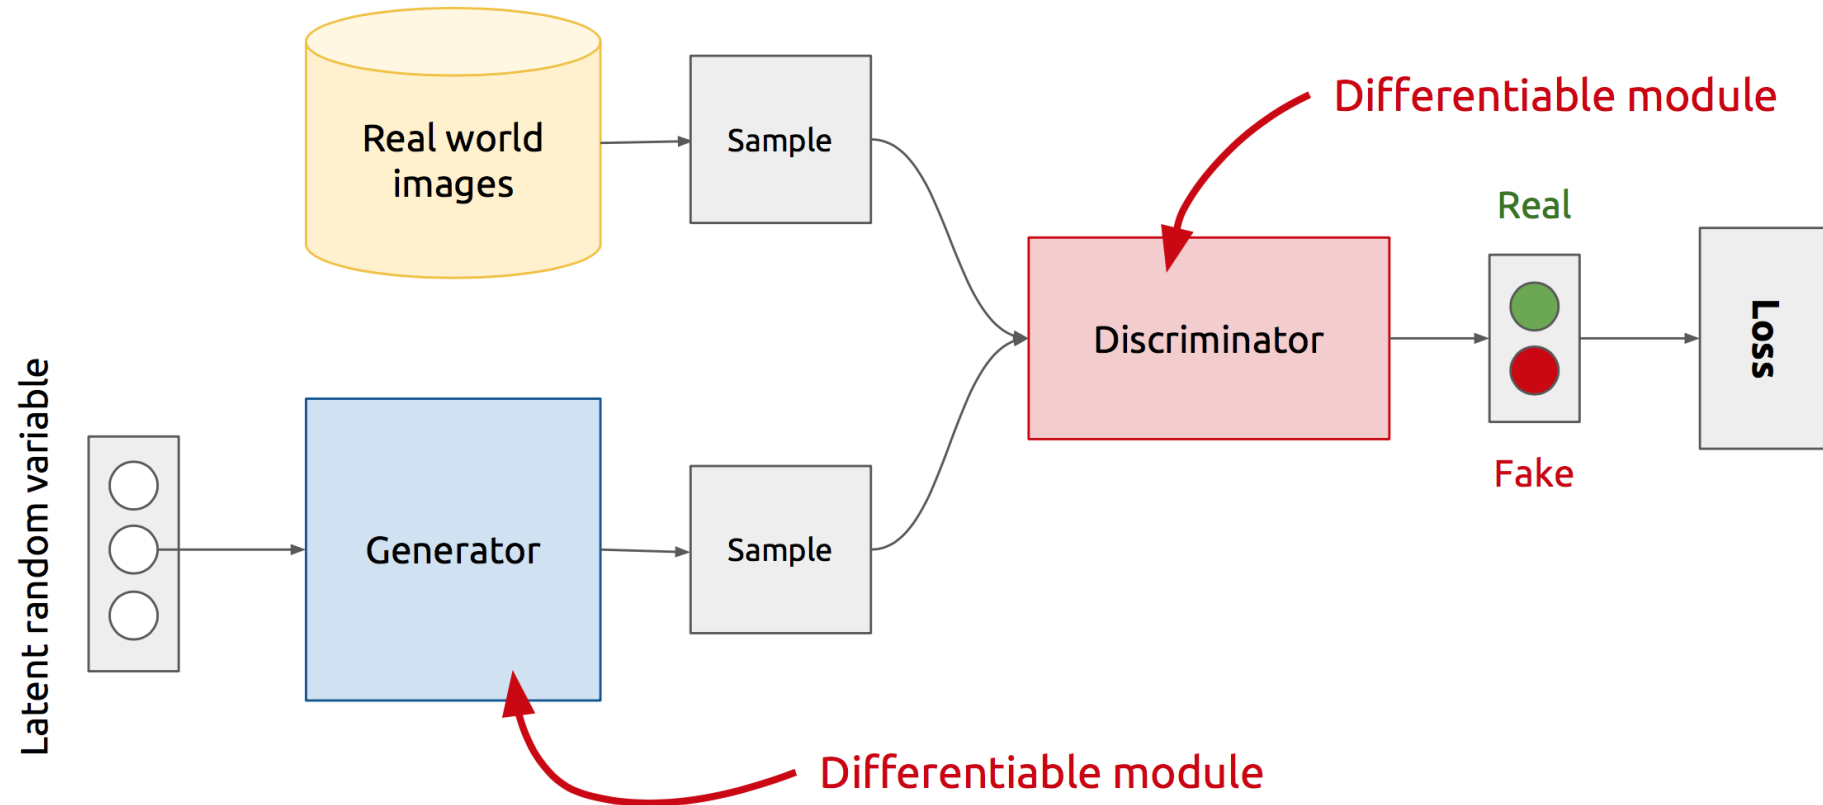 Real world
images
Sample
Differentiable module
Real
Discriminator
Loss
Fake
Latent random variable
Generator
Sample
Differentiable module